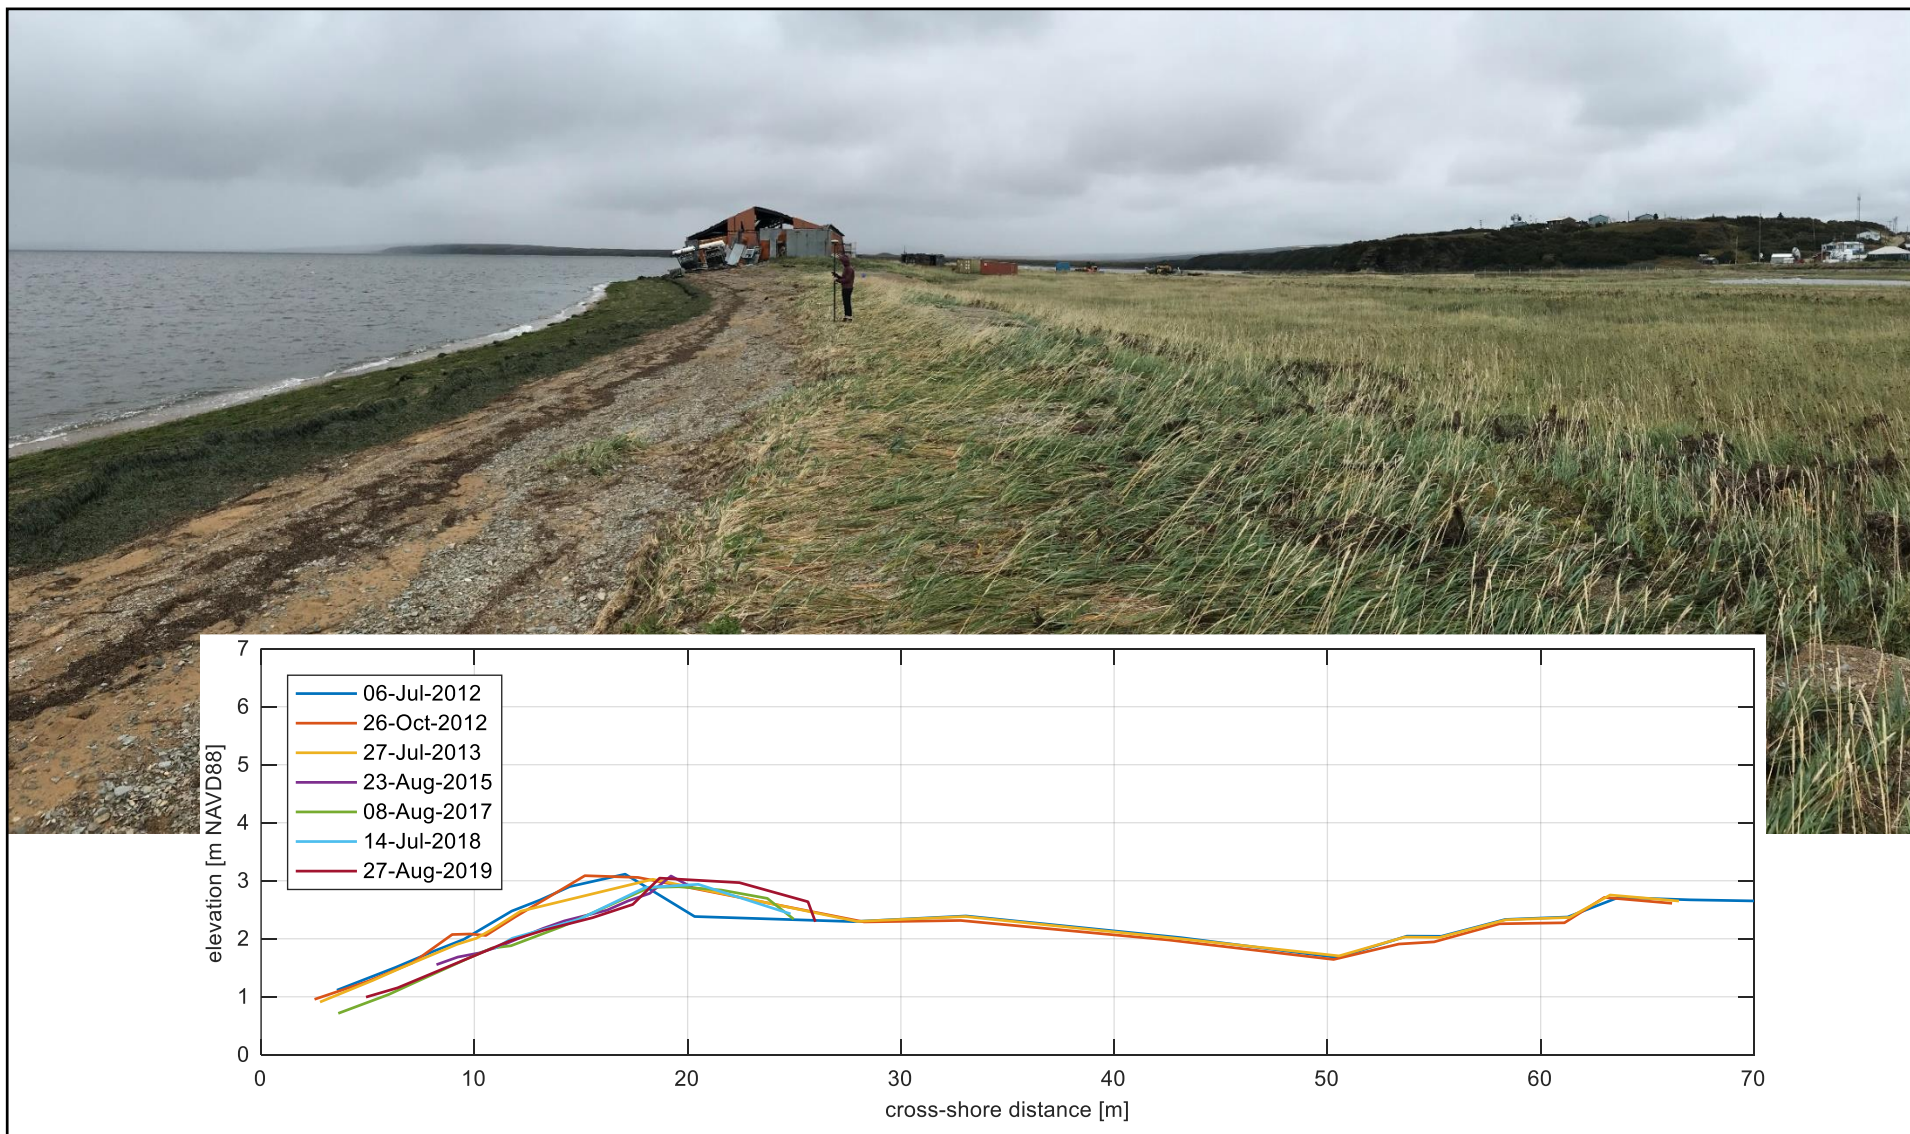 7
6
5
4
3
2
1
0
elevation [m NAVD88]
06-Jul-2012
26-Oct-2012
27-Jul-2013
23-Aug-2015
08-Aug-2017
14-Jul-2018
27-Aug-2019
0 10 20 30 40 50 60 70
cross-shore distance [m]